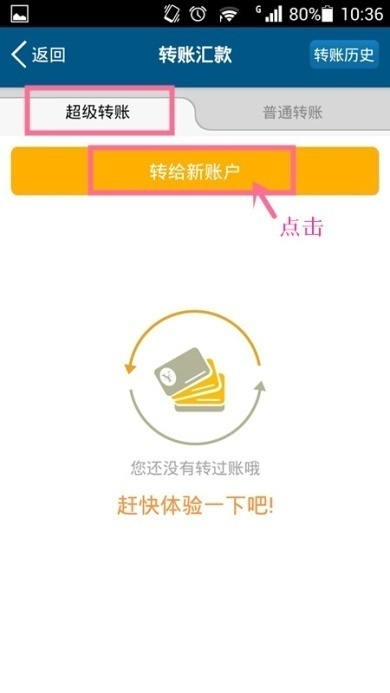 G 80% 10:36
返回 转账汇款 转账历史
超级转账 普通转账
转给新账户
点击
您还没有转过账哦
赶快体验一下吧!